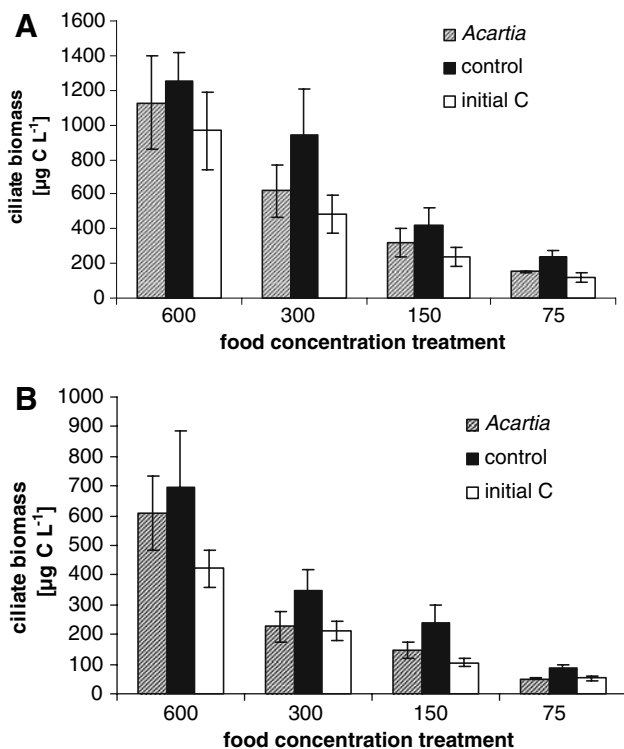 A
1600
1400
1200
1000
800
600
400
200
0
ciliate biomass
[µg C L-1]
Acartia
control
initial C
600 300 150 75
food concentration treatment
B
1000
900
800
700
600
500
400
300
200
100
0
ciliate biomass
[µg C L-1]
Acartia
control
initial C
600 300 150 75
food concentration treatment